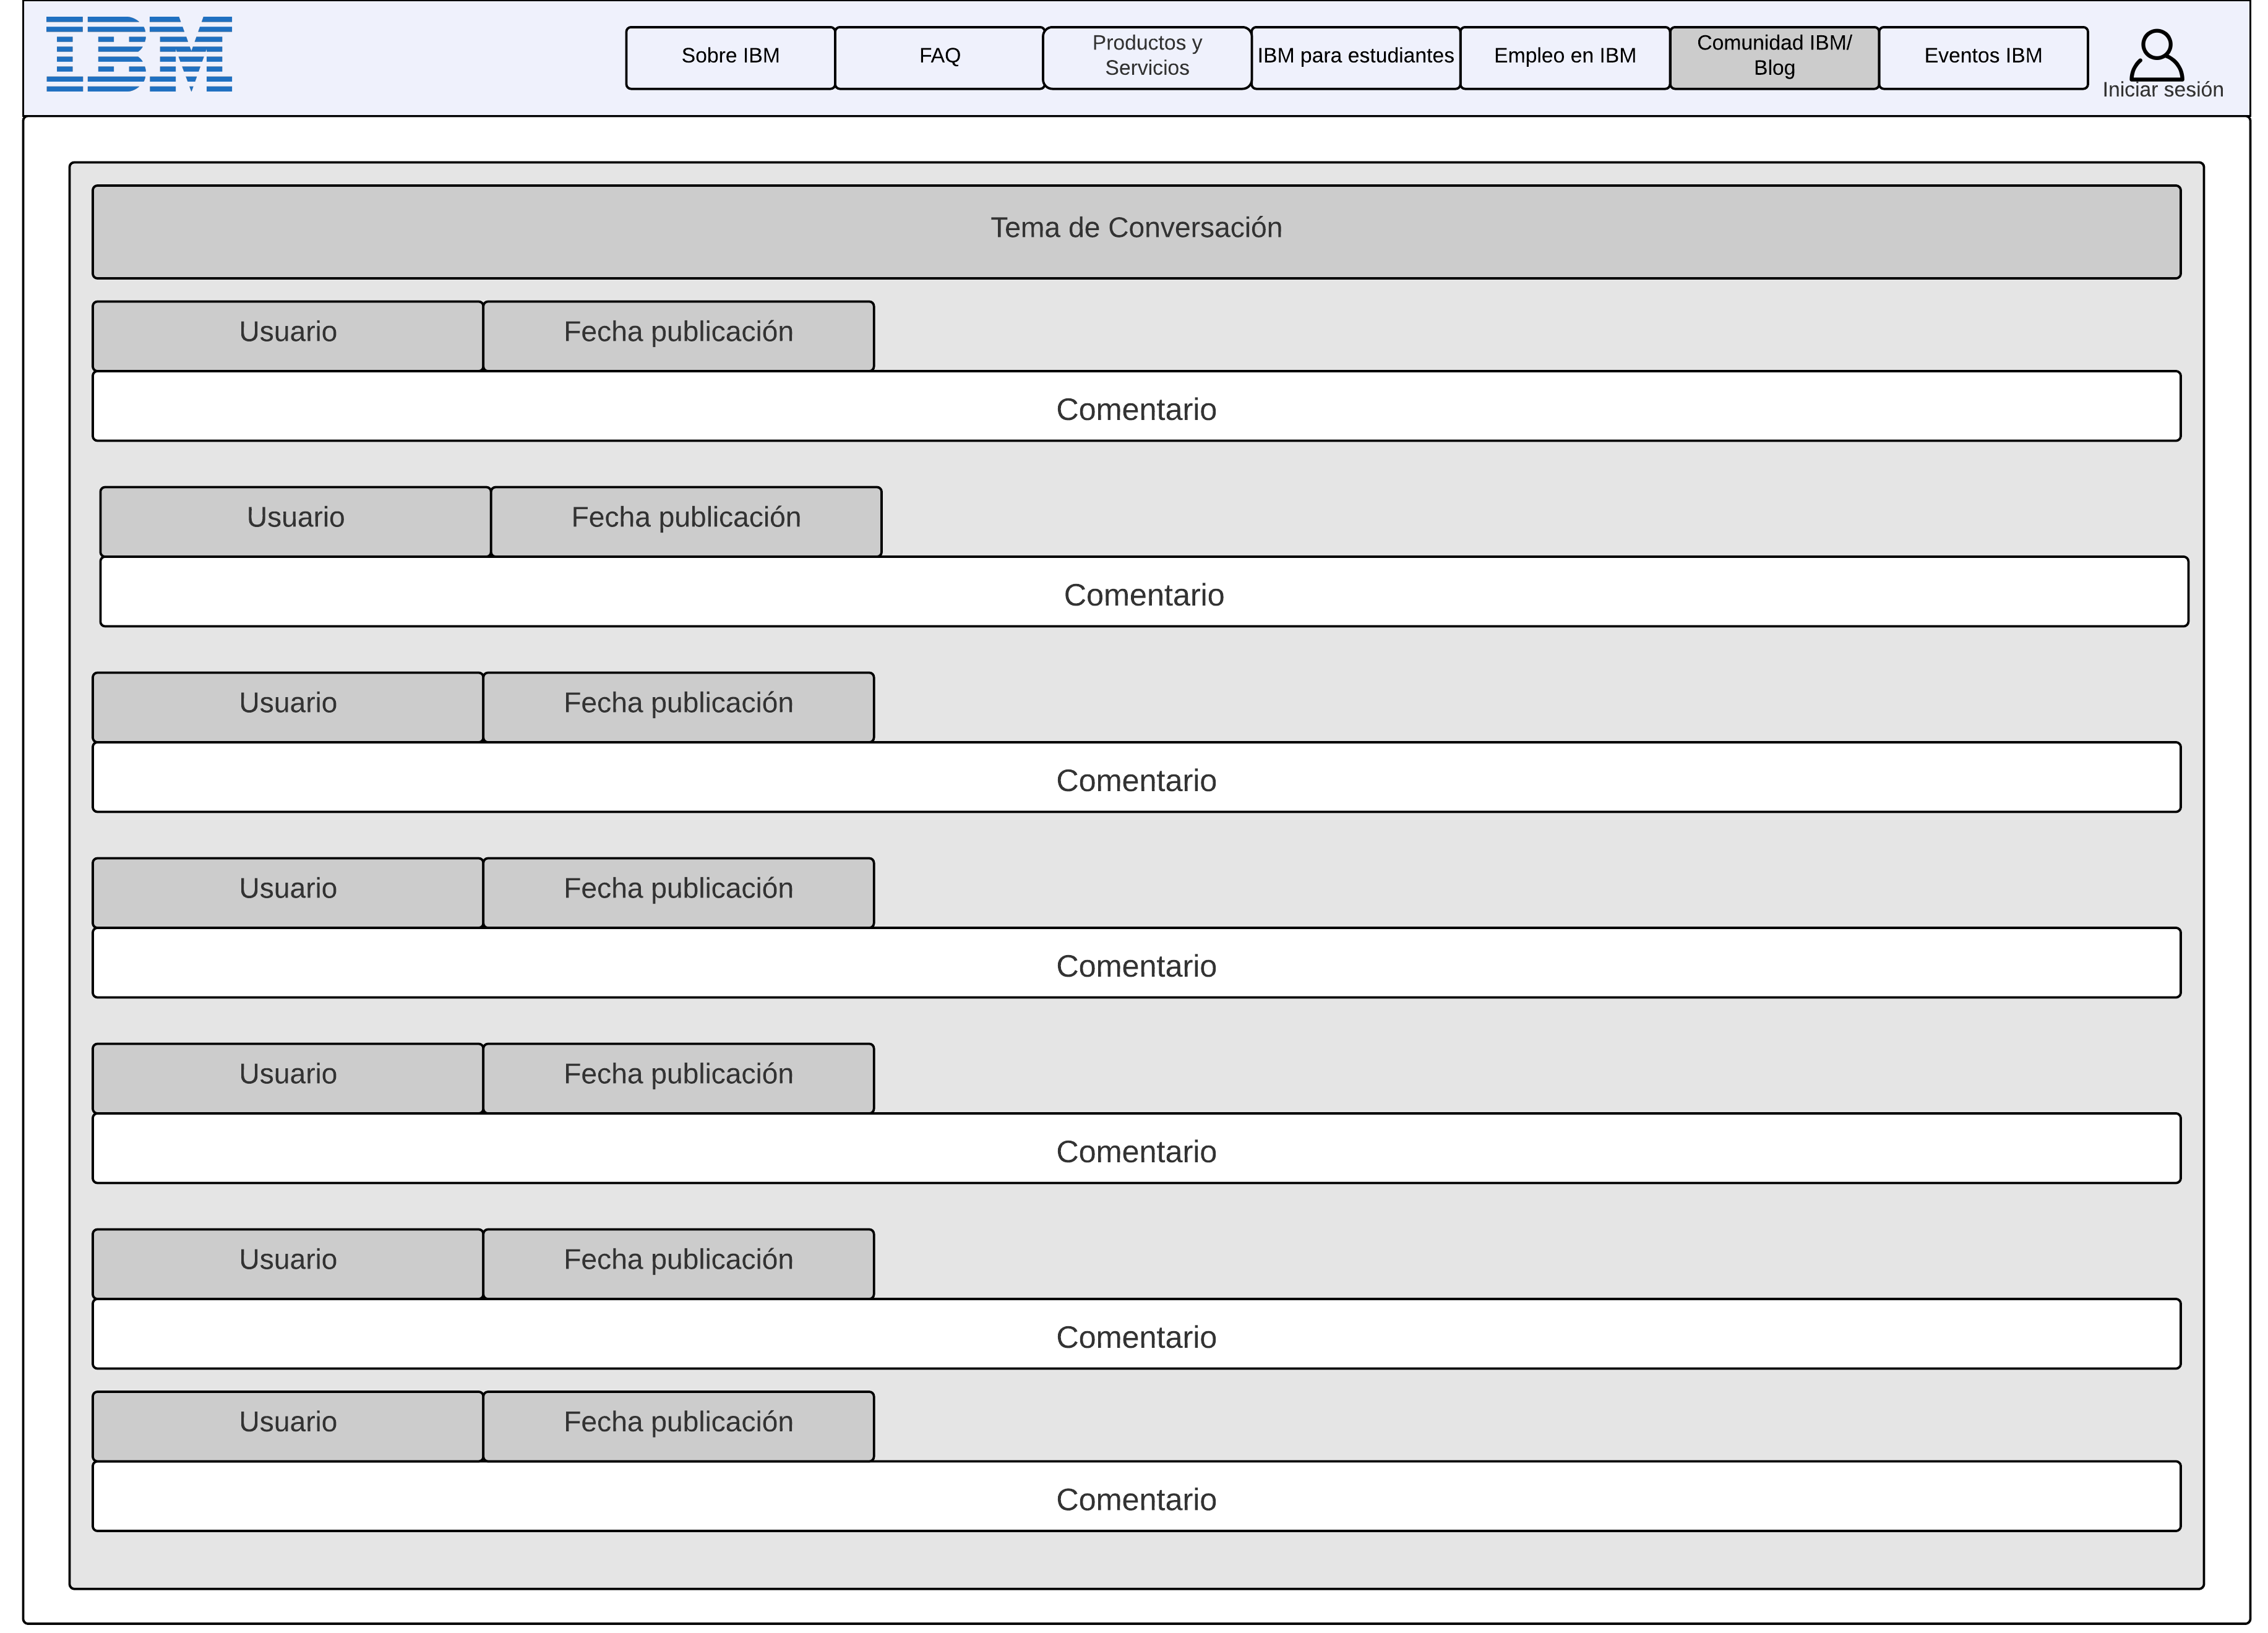 IBM
Sobre IBM
FAQ
Productos y
Servicios
IBM para estudiantes
Empleo en IBM
Comunidad IBM/
Blog
Eventos IBM
Iniciar sesión
Tema de Conversación
Usuario
Fecha publicación
Comentario
Usuario
Fecha publicación
Comentario
Usuario
Fecha publicación
Comentario
Usuario
Fecha publicación
Comentario
Usuario
Fecha publicación
Comentario
Usuario
Fecha publicación
Comentario
Usuario
Fecha publicación
Comentario